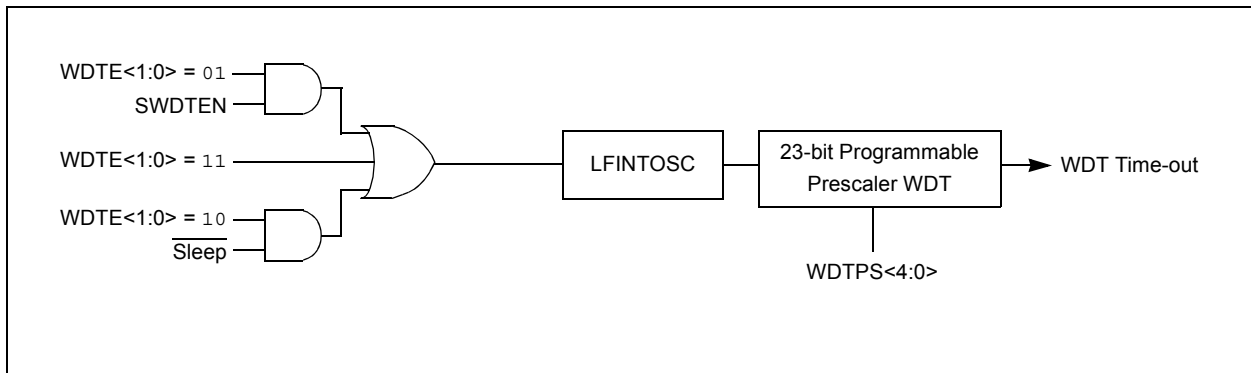 WDTE<1:0> = 01
SWDTEN
WDTE<1:0> = 11
WDTE<1:0> = 10
Sleep
LFINTOSC
23-bit Programmable
Prescaler WDT
WDT Time-out
WDTPS<4:0>